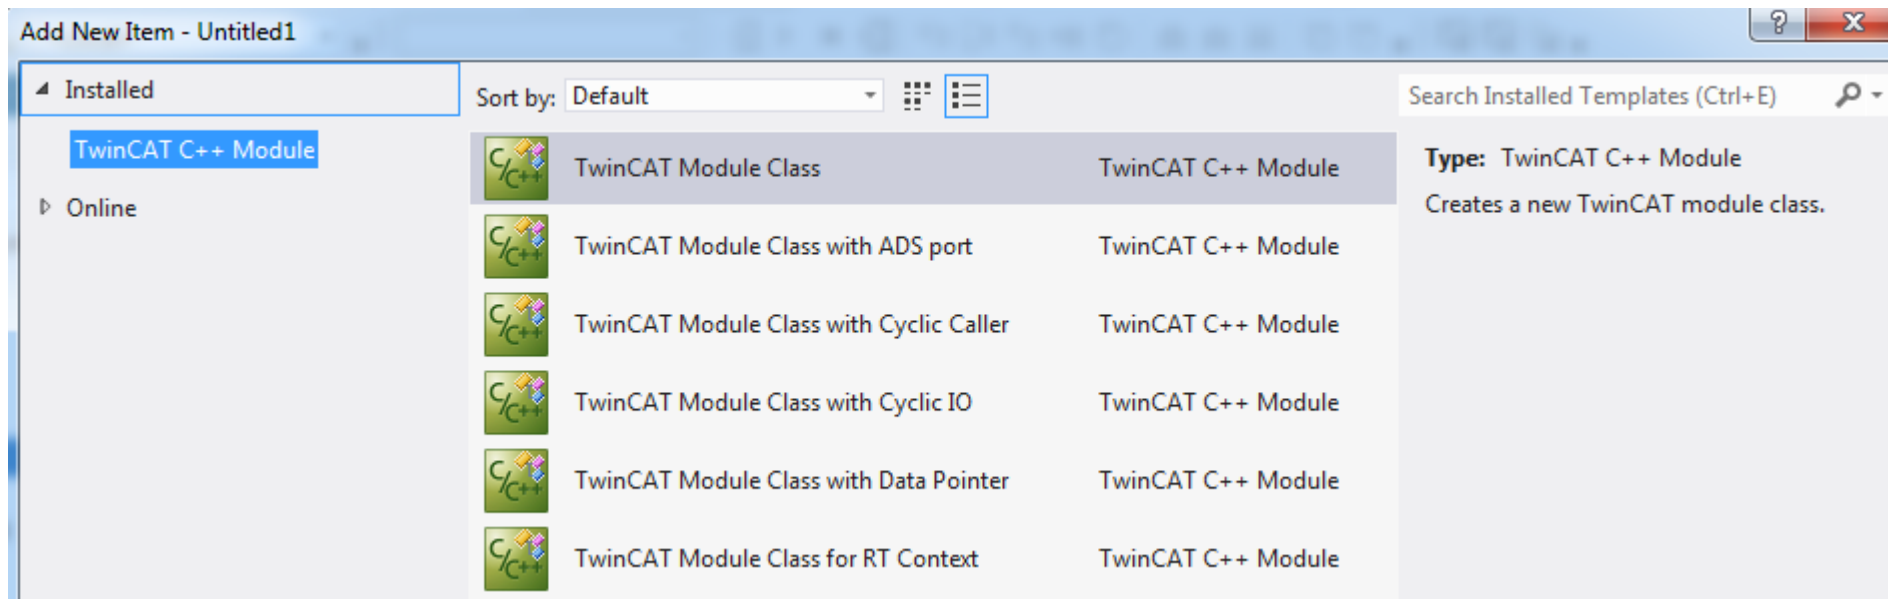 Add New Item - Untitled1
Installed
TwinCAT C++ Module
Online
Sort by: Default
Search Installed Templates (Ctrl+E)
C/C++ TwinCAT Module Class TwinCAT C++ Module
C/C++ TwinCAT Module Class with ADS port TwinCAT C++ Module
C/C++ TwinCAT Module Class with Cyclic Caller TwinCAT C++ Module
C/C++ TwinCAT Module Class with Cyclic IO TwinCAT C++ Module
C/C++ TwinCAT Module Class with Data Pointer TwinCAT C++ Module
C/C++ TwinCAT Module Class for RT Context TwinCAT C++ Module
Type: TwinCAT C++ Module
Creates a new TwinCAT module class.